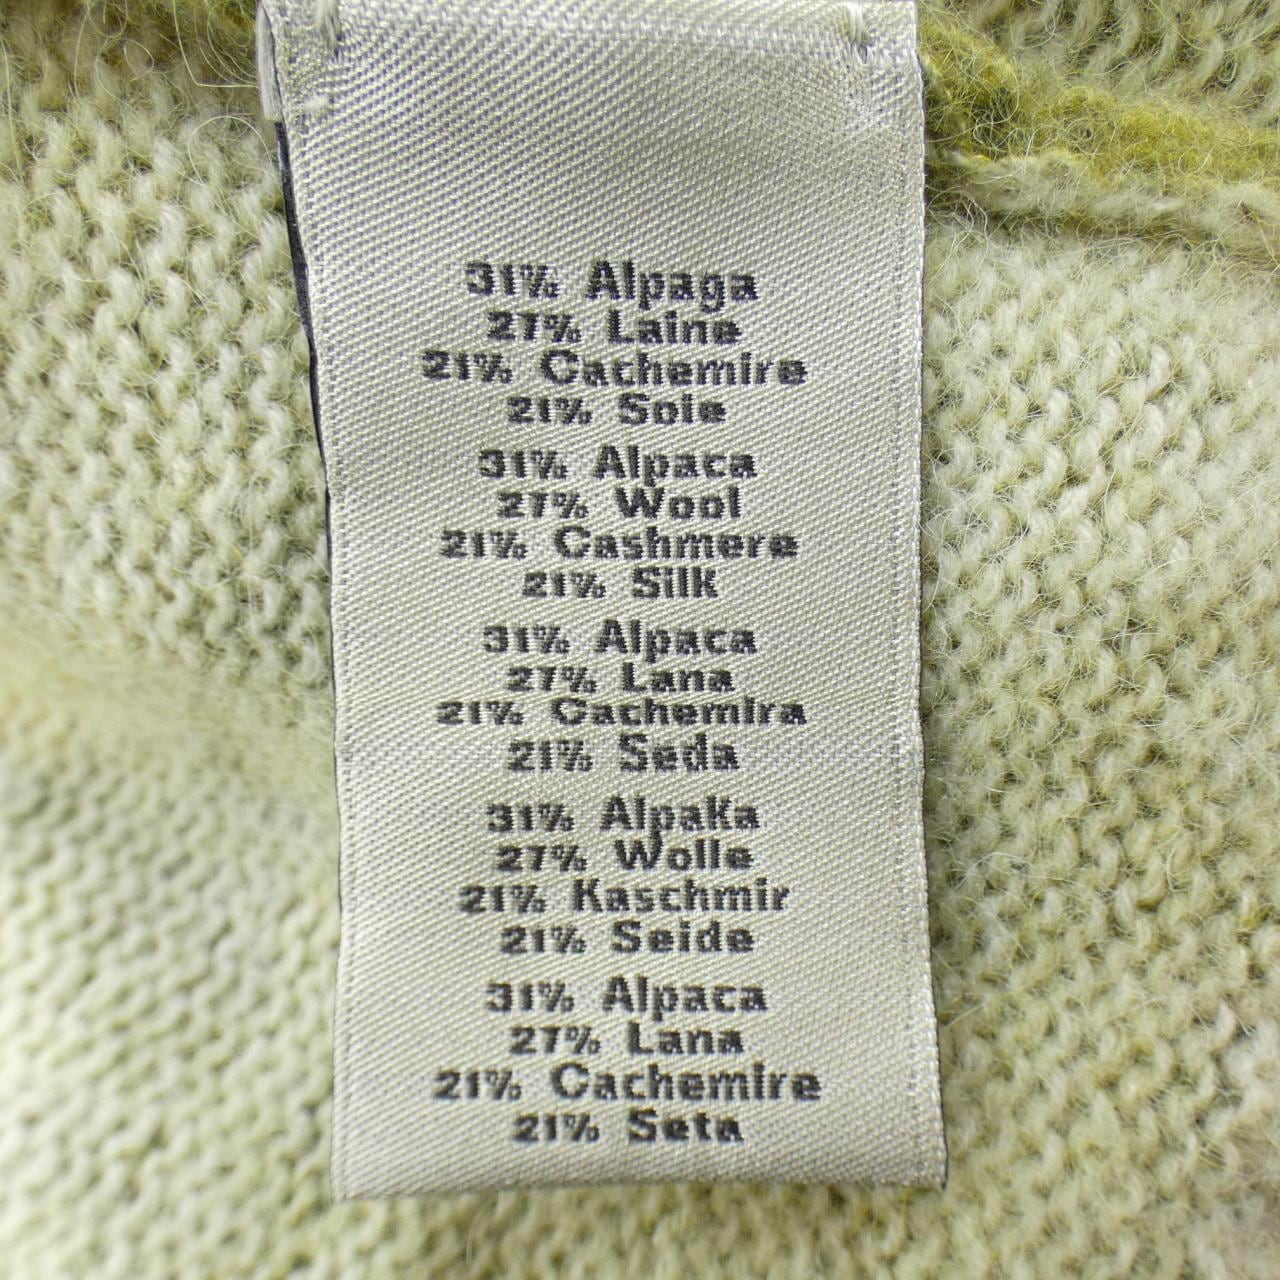 31% Alpaga
27% Laine
21% Cachemire
21% Soie
31% Alpaca
27% Wool
21% Cashmere
21% Silk
31% Alpaca
27% Lana
21% Cachemira
21% Seda
31% Alpaka
27% Wolle
21% Kaschmir
21% Seide
31% Alpaca
27% Lana
21% Cachemire
21% Seta